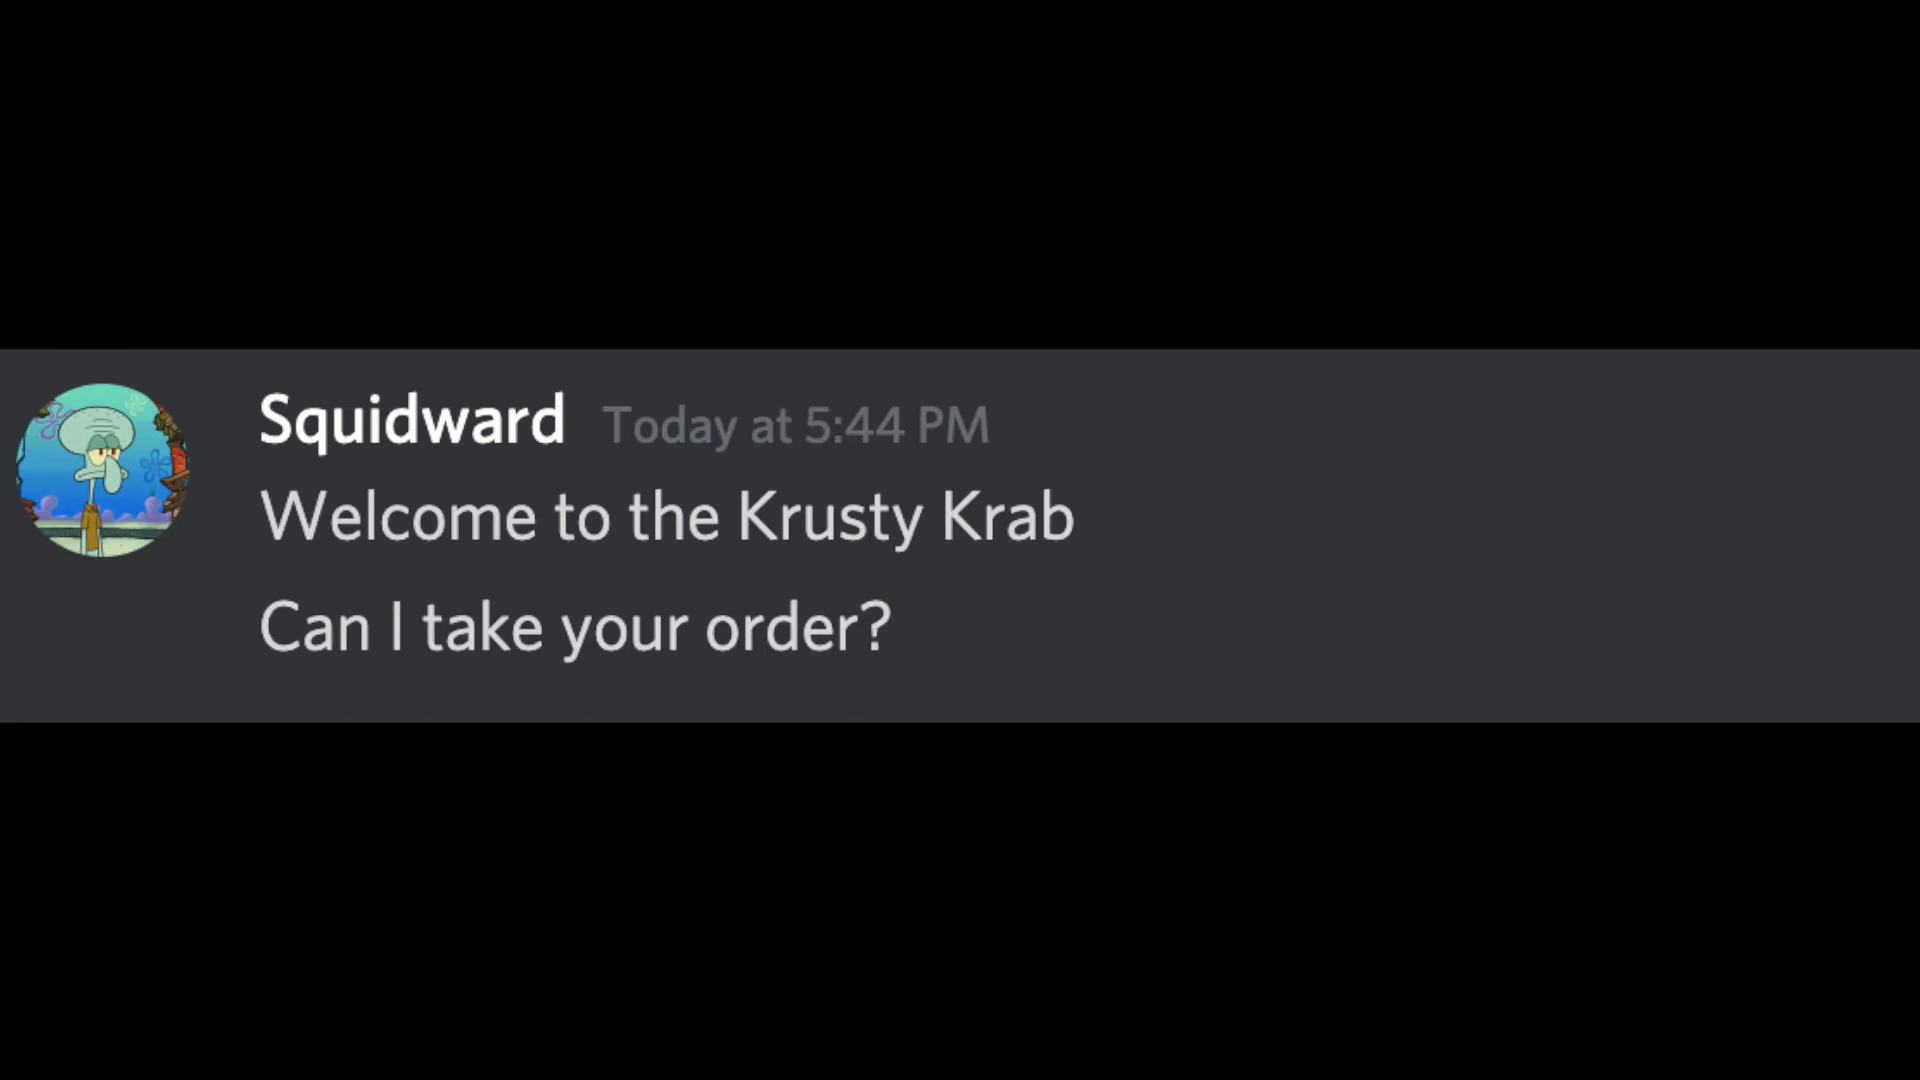 Squidward Today at 5:44 PM
Welcome to the Krusty Krab
Can I take your order?